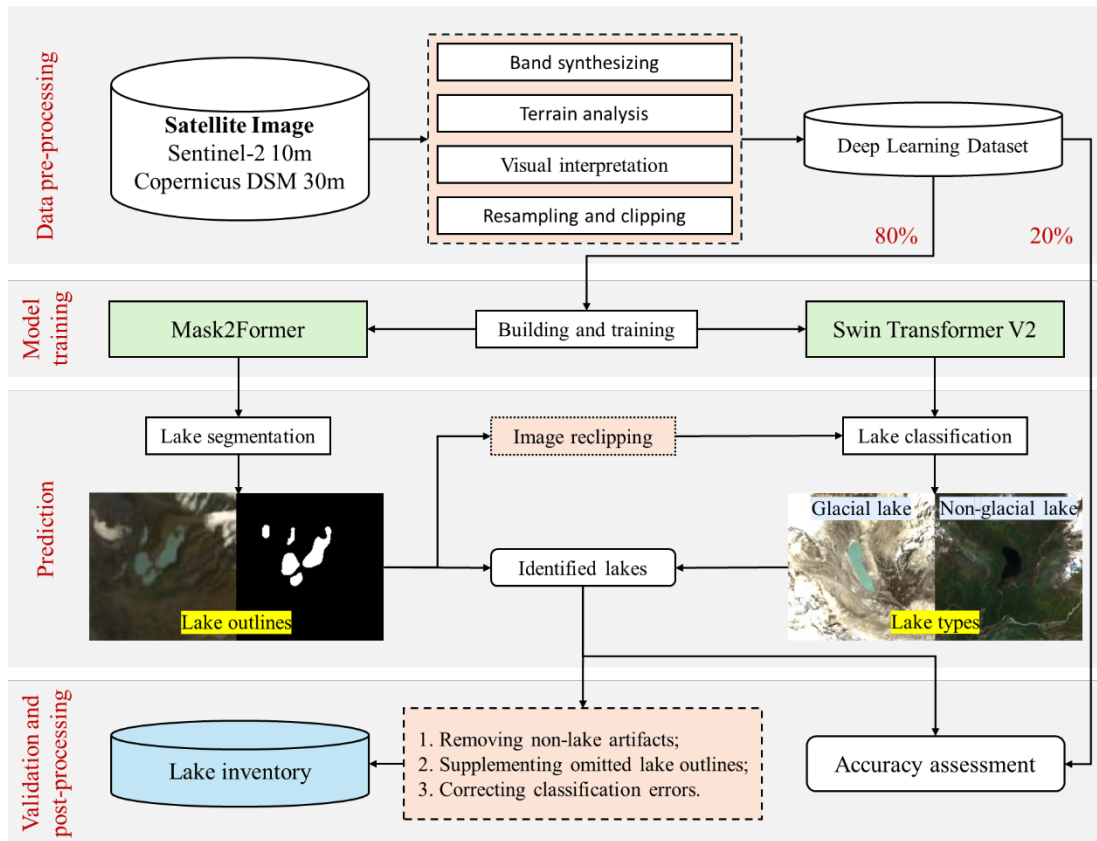 Data pre-processing
Satellite Image
Sentinel-2 10m
Copernicus DSM 30m
Band synthesizing
Terrain analysis
Visual interpretation
Resampling and clipping
Deep Learning Dataset
80%
20%
Model
training
Mask2Former
Building and training
Swin Transformer V2
Prediction
Lake segmentation
Image reclipping
Lake classification
Glacial lake
Non-glacial lake
Identified lakes
Lake outlines
Lake types
Validation and
post-processing
Lake inventory
1. Removing non-lake artifacts;
2. Supplementing omitted lake outlines;
3. Correcting classification errors.
Accuracy assessment